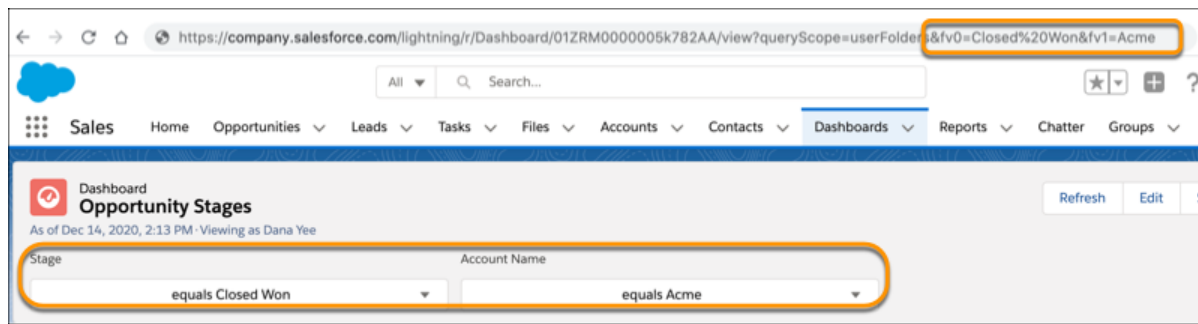 https://company.salesforce.com/lightning/r/Dashboard/01ZRM0000005k782AA/view?queryScope=userFolders&fv0=Closed%20Won&fv1=Acme
All Search... ?
Sales Home Opportunities Leads Tasks Files Accounts Contacts Dashboards Reports Chatter Groups
Dashboard
Opportunity Stages
Refresh Edit
As of Dec 14, 2020, 2:13 PM·Viewing as Dana Yee
Stage Account Name
equals Closed Won equals Acme